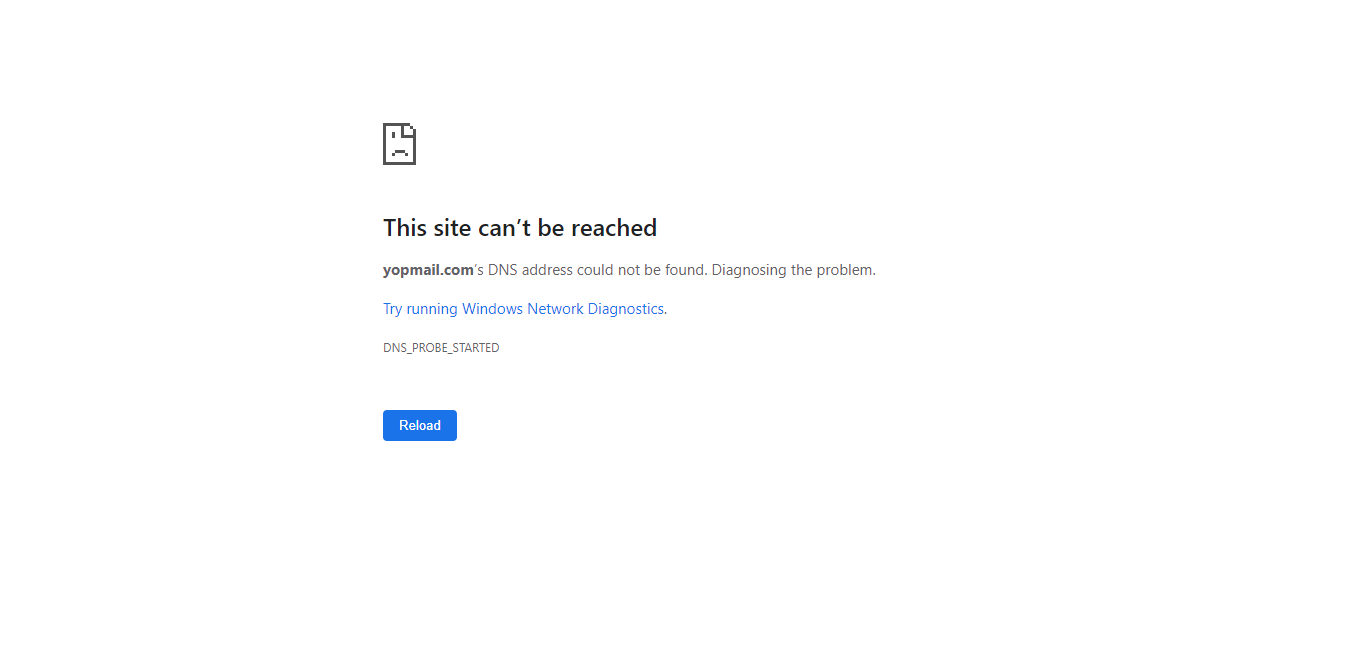 This site can’t be reached
yopmail.com’s DNS address could not be found. Diagnosing the problem.
Try running Windows Network Diagnostics.
DNS_PROBE_STARTED
Reload